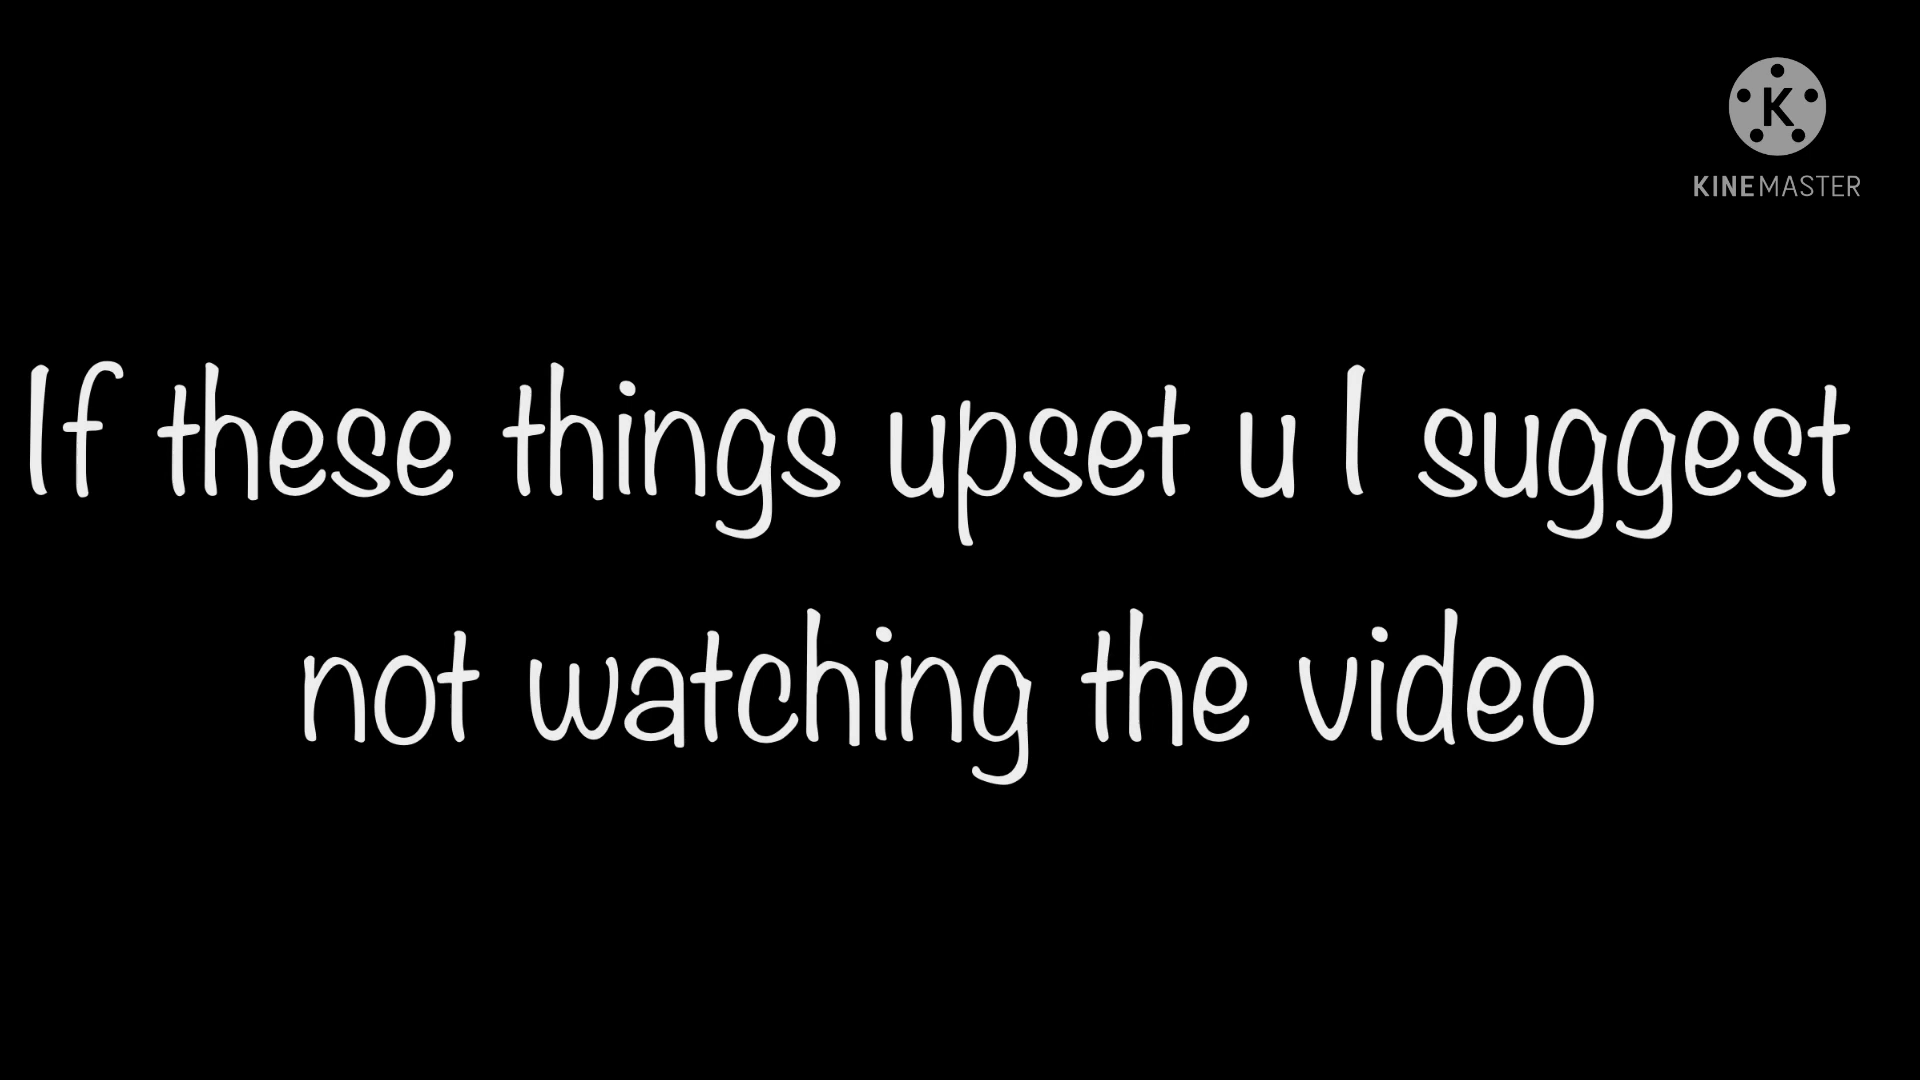 K
KINEMASTER
If these things upset u I suggest
not watching the video